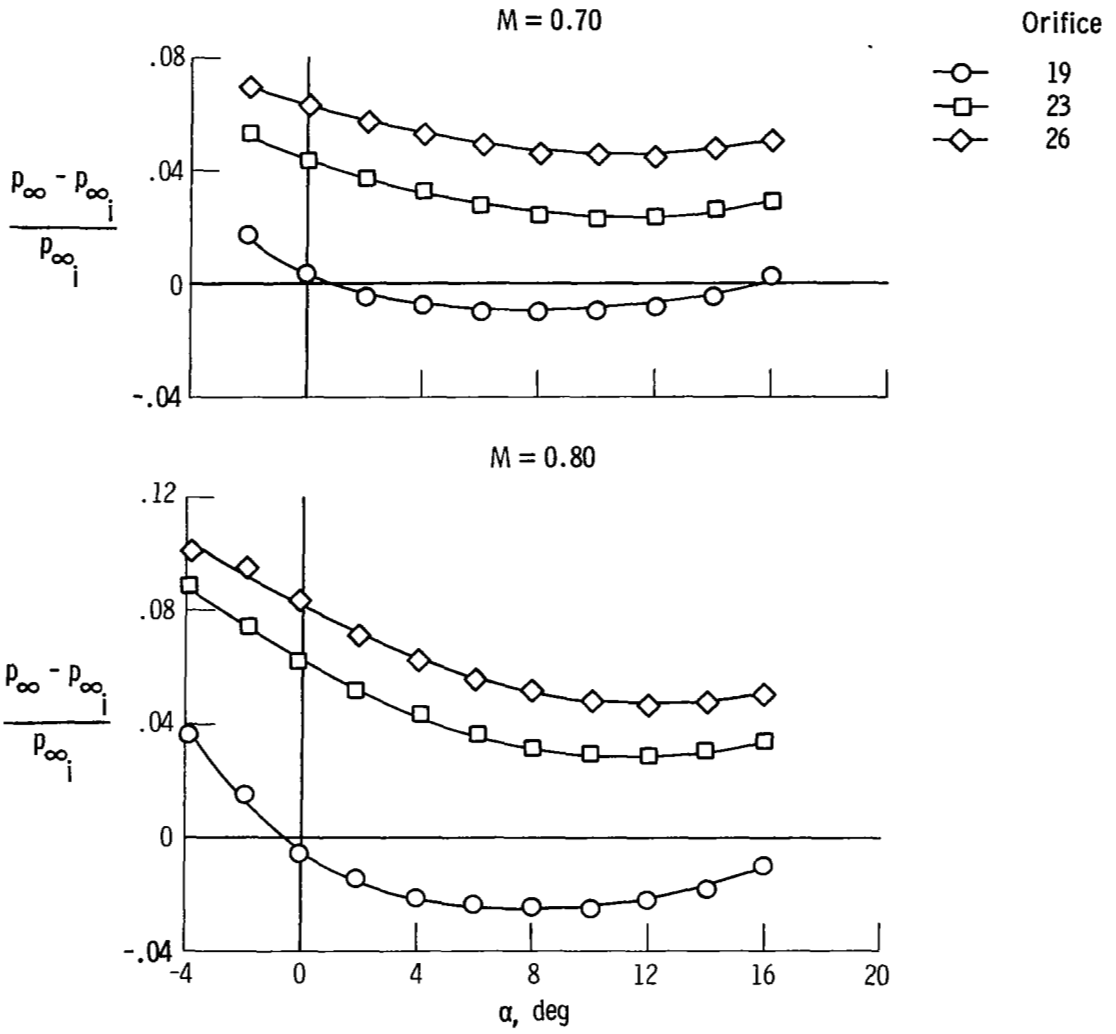 M = 0.70
Orifice
19
23
26
.08
.04
0
-.04
p∞ - p∞i
p∞i
M = 0.80
.12
.08
.04
0
-.04
p∞ - p∞i
p∞i
-4 0 4 8 12 16 20
α, deg